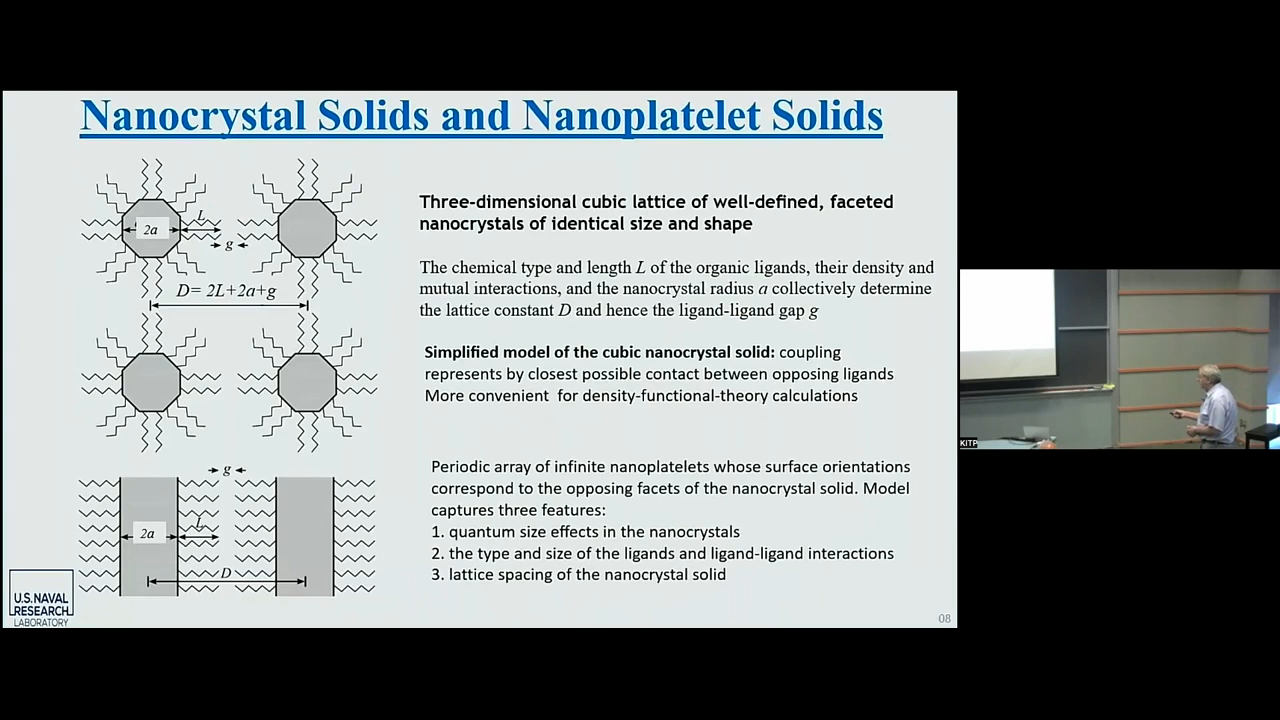 Nanocrystal Solids and Nanoplatelet Solids
2a
L
g
D= 2L+2a+g
Three-dimensional cubic lattice of well-defined, faceted
nanocrystals of identical size and shape
The chemical type and length L of the organic ligands, their density and
mutual interactions, and the nanocrystal radius a collectively determine
the lattice constant D and hence the ligand-ligand gap g
Simplified model of the cubic nanocrystal solid: coupling
represents by closest possible contact between opposing ligands
More convenient for density-functional-theory calculations
g
2a
L
D
Periodic array of infinite nanoplatelets whose surface orientations
correspond to the opposing facets of the nanocrystal solid. Model
captures three features:
1. quantum size effects in the nanocrystals
2. the type and size of the ligands and ligand-ligand interactions
3. lattice spacing of the nanocrystal solid
U.S. NAVAL
RESEARCH
LABORATORY
08
KITP